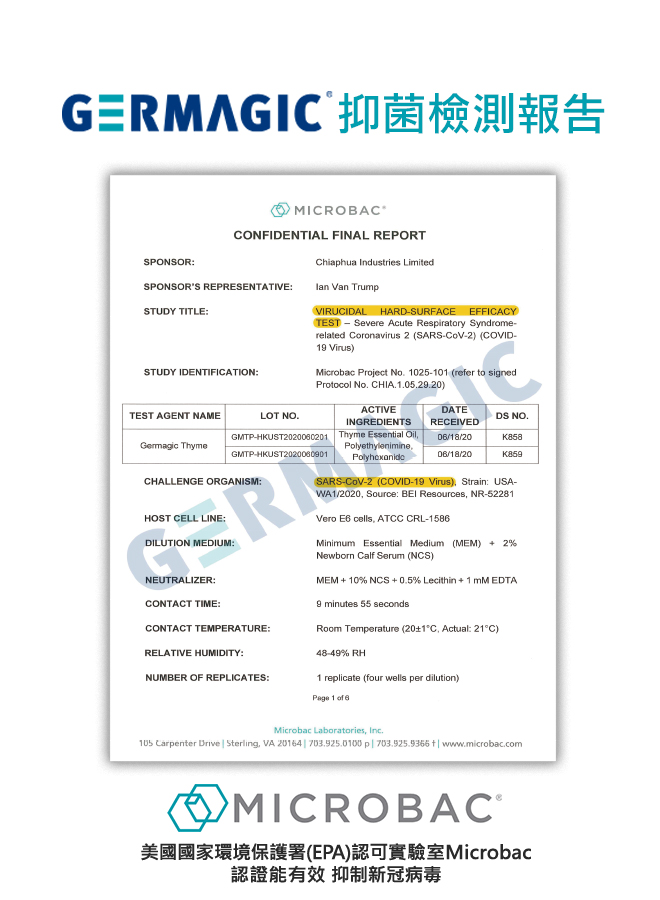 GERMAGIC® 抑菌檢測報告
MICROBAC®
CONFIDENTIAL FINAL REPORT
SPONSOR: Chiaphua Industries Limited
SPONSOR'S REPRESENTATIVE: Ian Van Trump
STUDY TITLE: VIRUCIDAL HARD-SURFACE EFFICACY
TEST – Severe Acute Respiratory Syndrome-
related Coronavirus 2 (SARS-CoV-2) (COVID-
19 Virus)
STUDY IDENTIFICATION: Microbac Project No. 1025-101 (refer to signed
Protocol No. CHIA.1.05.29.20)
TEST AGENT NAME LOT NO. ACTIVE INGREDIENTS DATE RECEIVED DS NO.
Germagic Thyme
GMTP-HKUST2020060201 06/18/20 K858
Thyme Essential Oil,
Polyethylenimine,
Polyhexanide
GMTP-HKUST2020060901 06/18/20 K859
CHALLENGE ORGANISM: SARS-CoV-2 (COVID-19 Virus), Strain: USA-
WA1/2020, Source: BEI Resources, NR-52281
HOST CELL LINE: Vero E6 cells, ATCC CRL-1586
DILUTION MEDIUM: Minimum Essential Medium (MEM) + 2%
Newborn Calf Serum (NCS)
NEUTRALIZER: MEM + 10% NCS + 0.5% Lecithin + 1 mM EDTA
CONTACT TIME: 9 minutes 55 seconds
CONTACT TEMPERATURE: Room Temperature (20±1°C, Actual: 21°C)
RELATIVE HUMIDITY: 48-49% RH
NUMBER OF REPLICATES: 1 replicate (four wells per dilution)
Page 1 of 6
GERMAGIC
Microbac Laboratories, Inc.
105 Carpenter Drive | Sterling, VA 20164 | 703.925.0100 p | 703.925.9366 f | www.microbac.com
MICROBAC®
美國國家環境保護署(EPA)認可實驗室Microbac
認證能有效 抑制新冠病毒